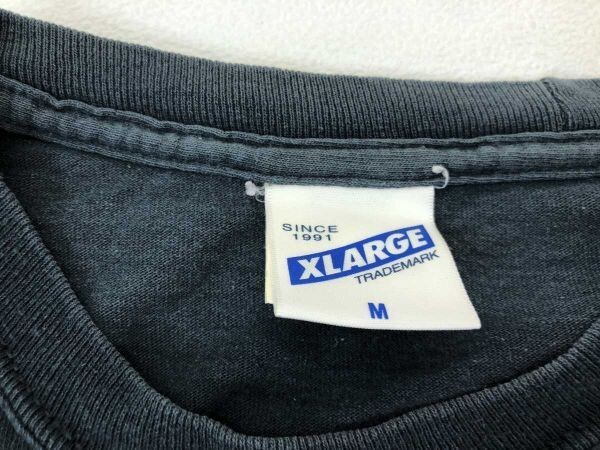 SINCE
1991
XLARGE
TRADEMARK
M